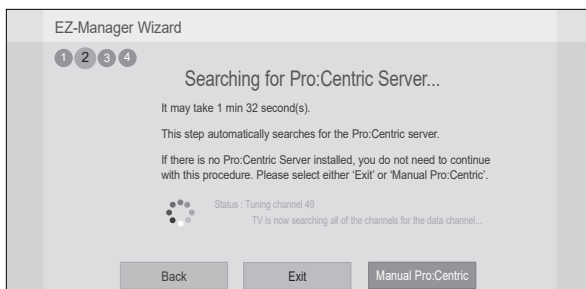 EZ-Manager Wizard
1 2 3 4
Searching for Pro:Centric Server...
It may take 1 min 32 second(s).
This step automatically searches for the Pro:Centric server.
If there is no Pro:Centric Server installed, you do not need to continue
with this procedure. Please select either ‘Exit’ or ‘Manual Pro:Centric’.
Status : Tuning channel 49
TV is now searching all of the channels for the data channel...
Back Exit Manual Pro:Centric